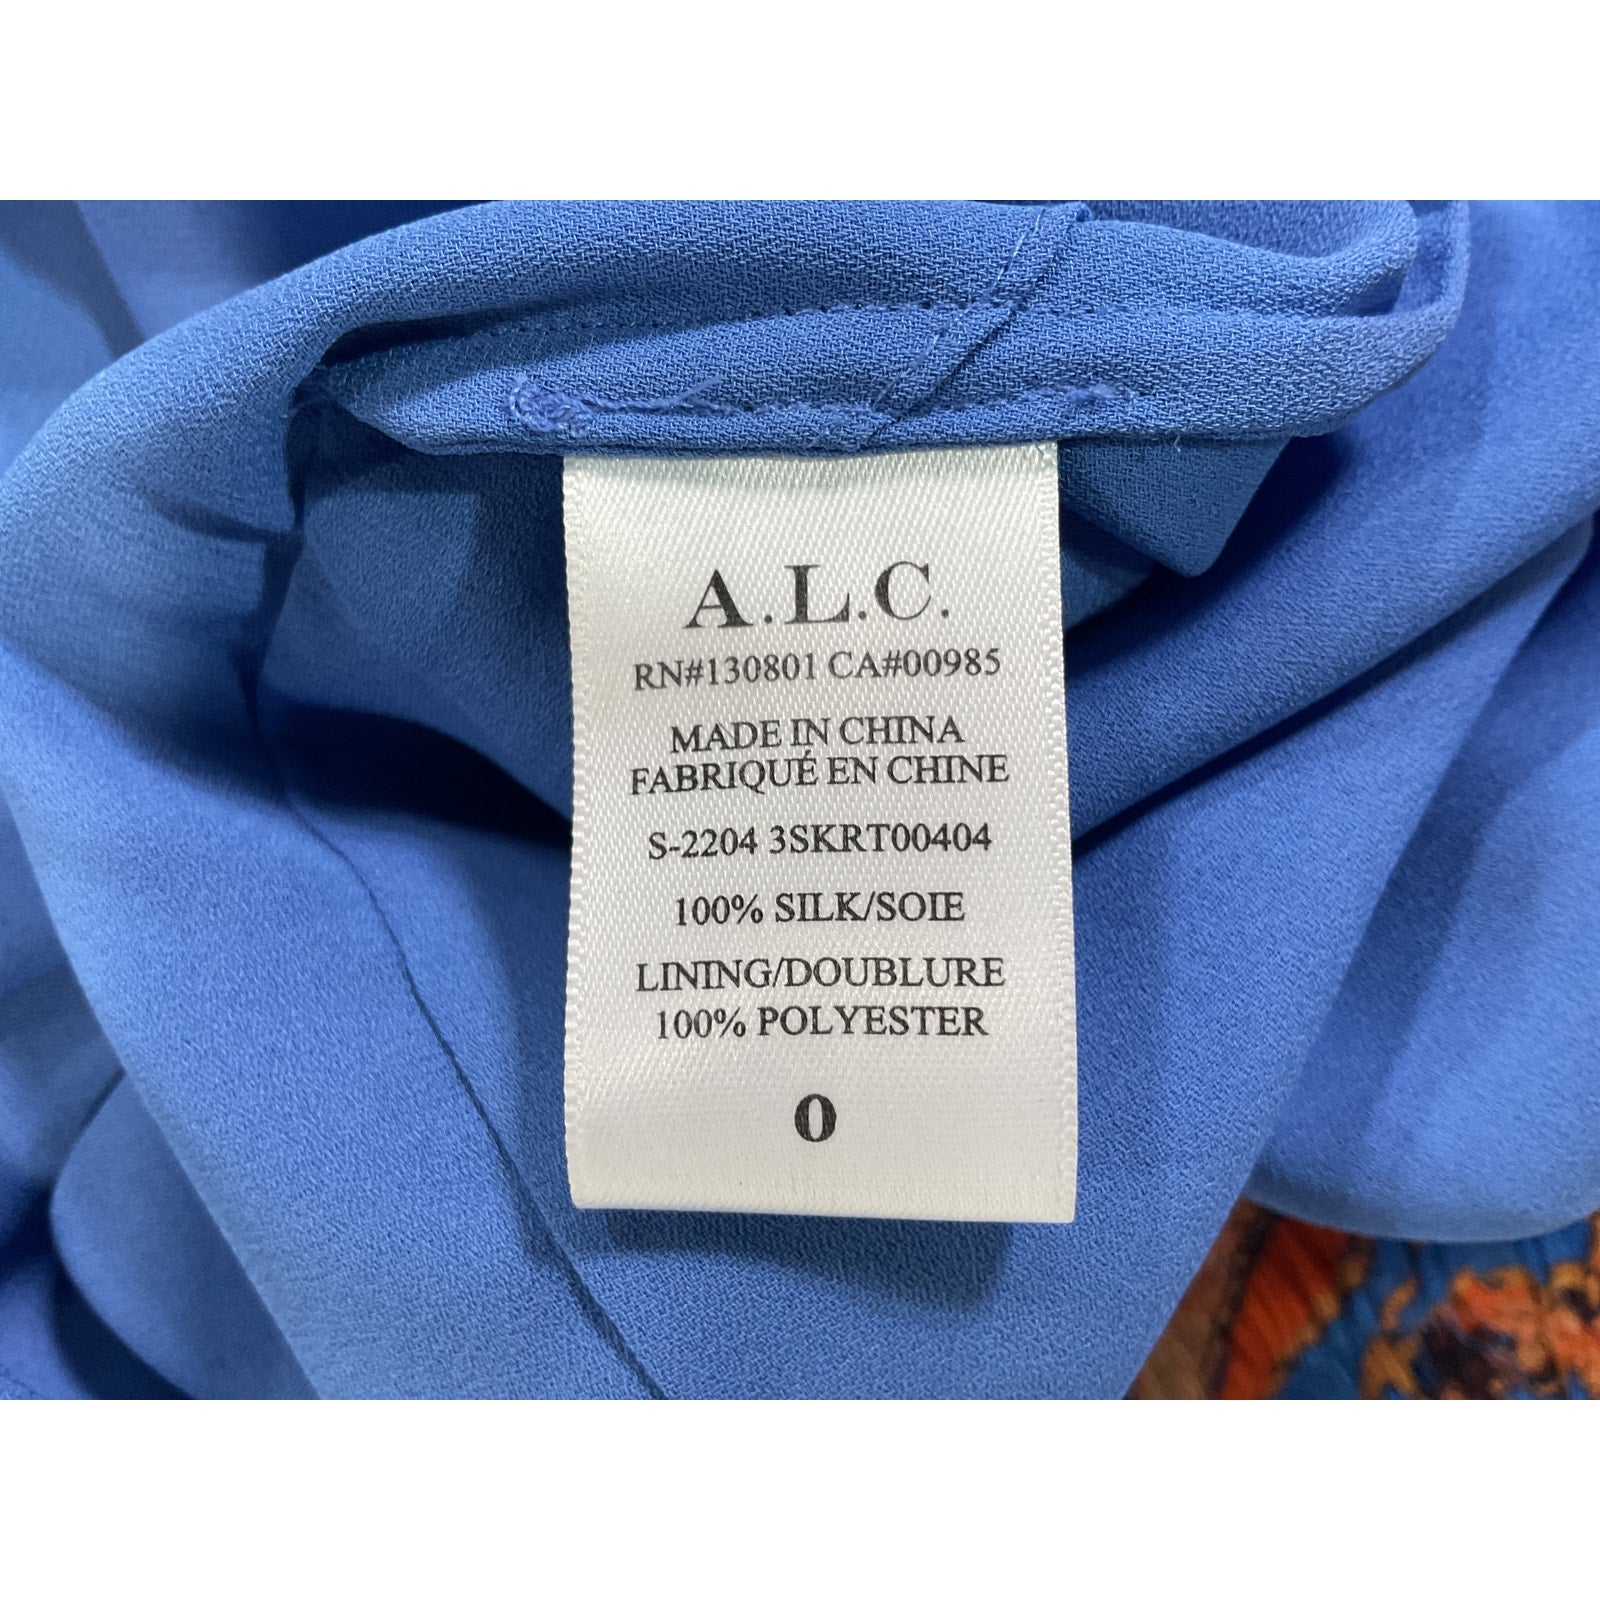 A.L.C.
RN#130801 CA#00985
MADE IN CHINA
FABRIQUÉ EN CHINE
S-2204 3SKRT00404
100% SILK/SOIE
LINING/DOUBLURE
100% POLYESTER
0